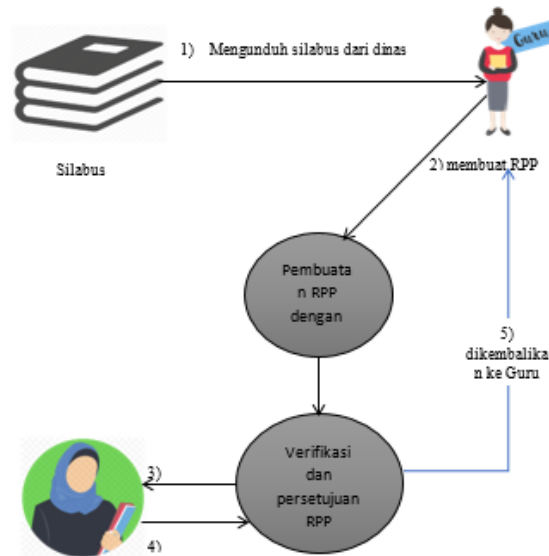 1) Mengunduh silabus dari dinas
Guru
Silabus
2) membuat RPP
Pembuata
n RPP
dengan
5)
dikembalika
n ke Guru
Verifikasi
dan
persetujuan
RPP
3)
4)